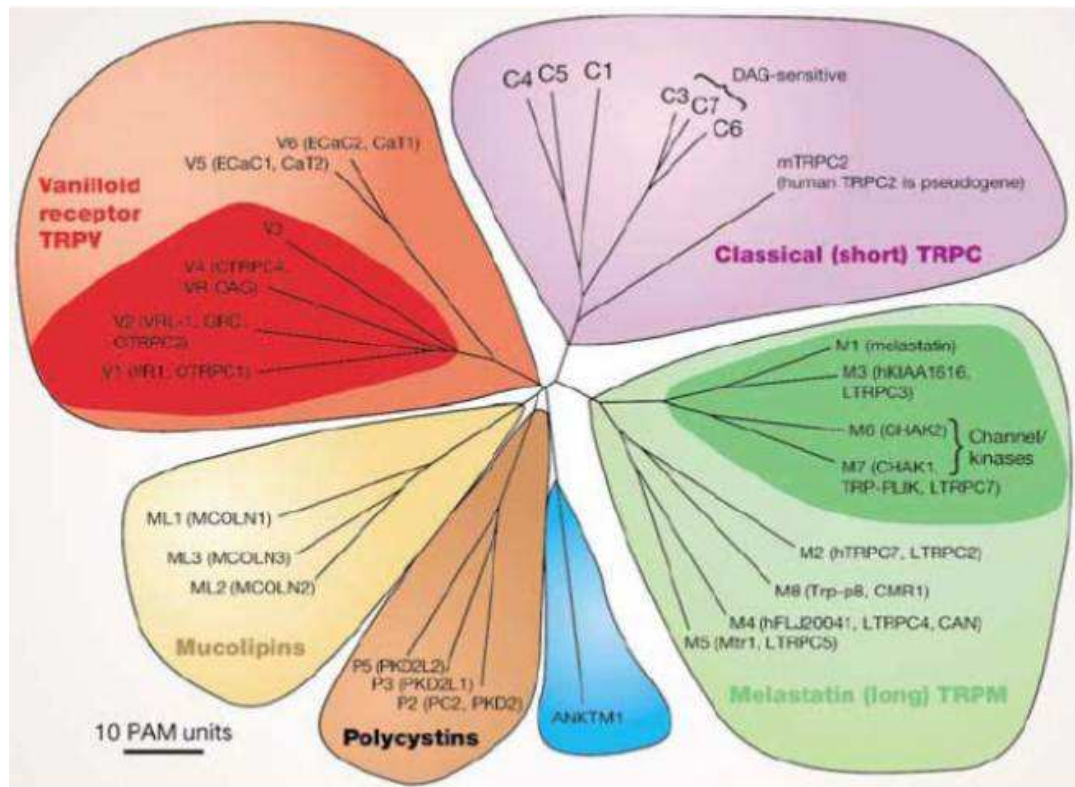 C4 C5 C1
DAG-sensitive
C3 C7
C6
mTRPC2
(human TRPC2 is pseudogene)
Classical (short) TRPC
V6 (ECaC2, CaT1)
V5 (ECaC1, CaT2)
Vanilloid
receptor
TRPV
V3
V4 (OTRPC4,
VR-OAC)
V2 (VRL-1, GRC,
OTRPC2)
V1 (VR1, OTRPC1)
M1 (melastatin)
M3 (hKIAA1616,
LTRPC3)
M6 (CHAK2)
Channel/
kinases
M7 (CHAK1,
TRP-PLIK, LTRPC7)
M2 (hTRPC7, LTRPC2)
M8 (Trp-p8, CMR1)
M4 (hFLJ20041, LTRPC4, CAN)
M5 (Mtr1, LTRPC5)
Melastatin (long) TRPM
ML1 (MCOLN1)
ML3 (MCOLN3)
ML2 (MCOLN2)
Mucolipins
P5 (PKD2L2)
P3 (PKD2L1)
P2 (PC2, PKD2)
Polycystins
ANKTM1
10 PAM units